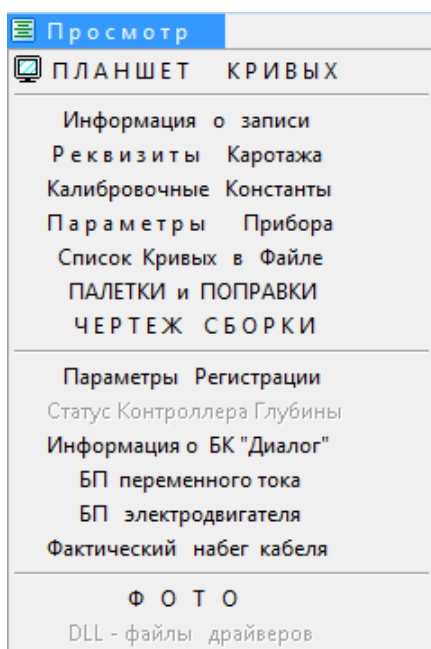 Просмотр
ПЛАНШЕТ КРИВЫХ
Информация о записи
Реквизиты Каротажа
Калибровочные Константы
Параметры Прибора
Список Кривых в Файле
ПАЛЕТКИ и ПОПРАВКИ
ЧЕРТЕЖ СБОРКИ
Параметры Регистрации
Статус Контроллера Глубины
Информация о БК "Диалог"
БП переменного тока
БП электродвигателя
Фактический набег кабеля
ФОТО
DLL - файлы драйверов